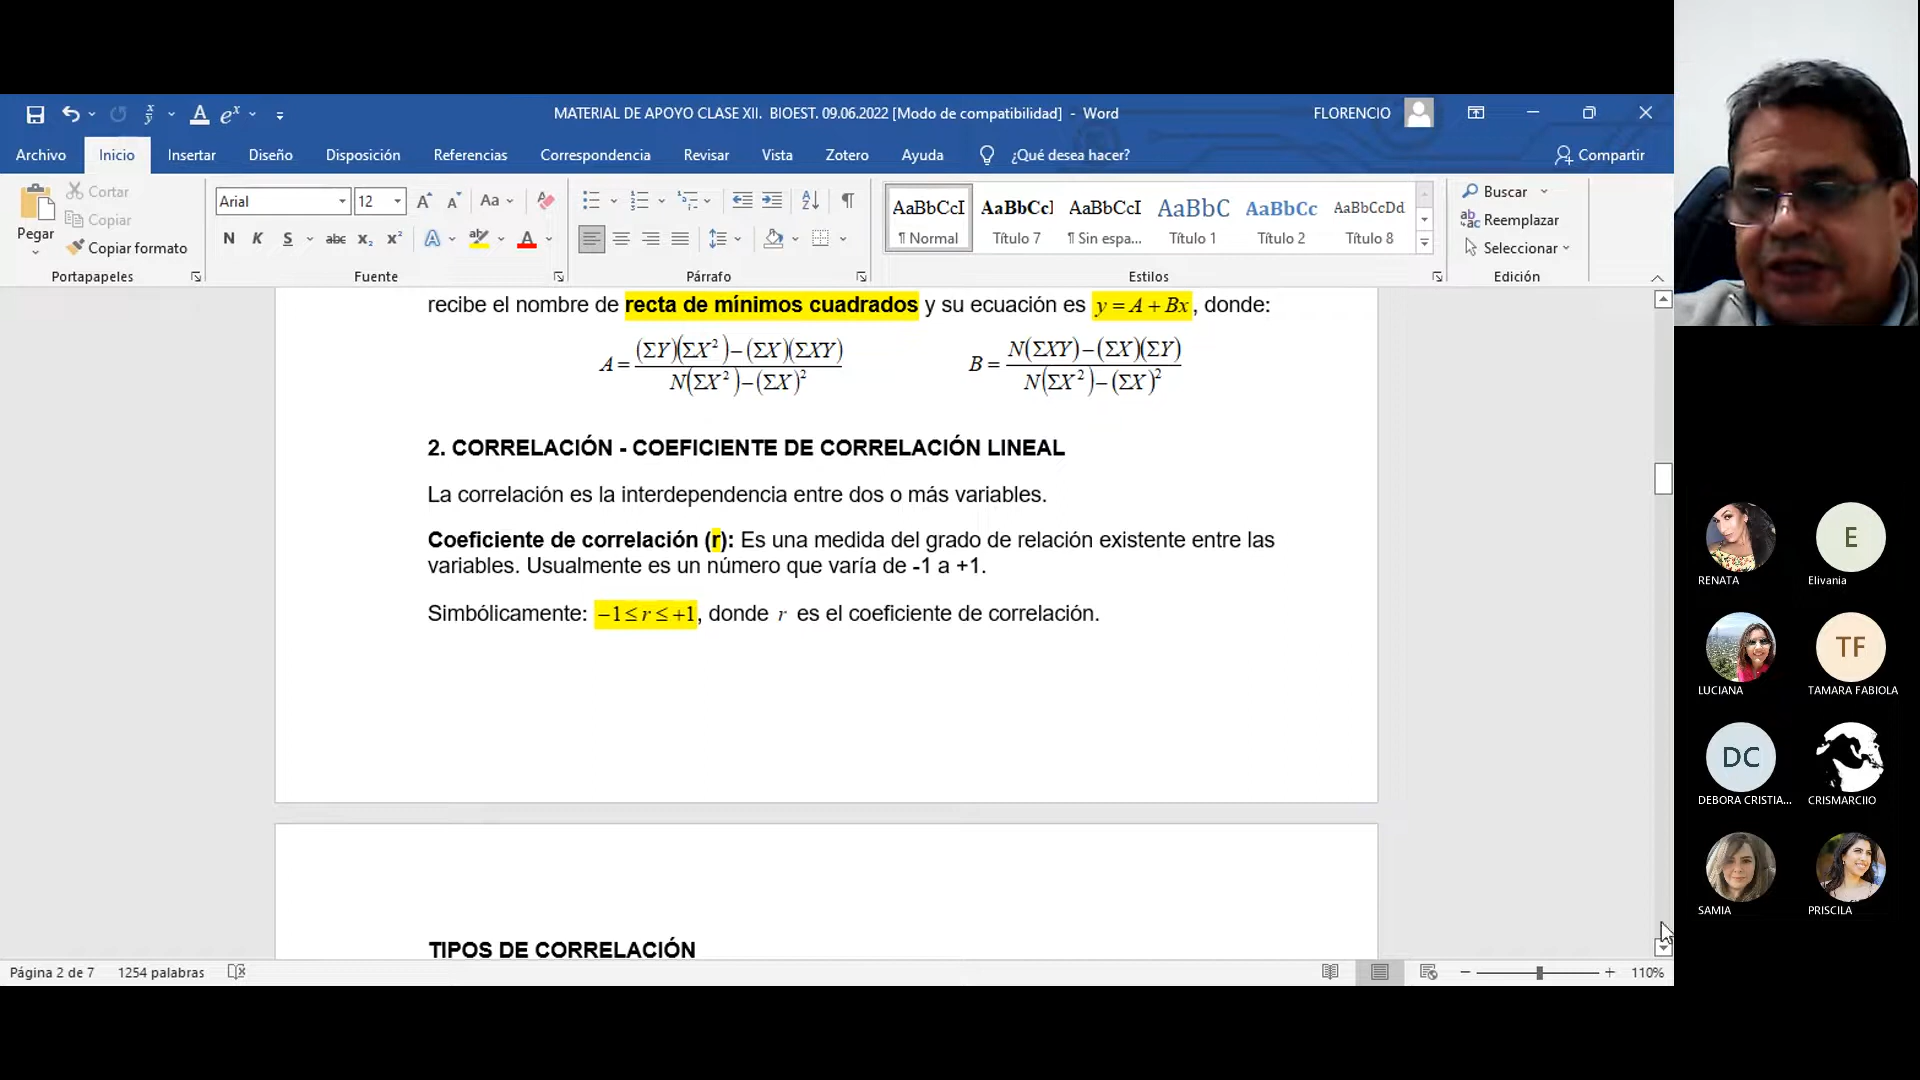 MATERIAL DE APOYO CLASE XII. BIOEST. 09.06.2022 [Modo de compatibilidad] - Word
FLORENCIO
Archivo Inicio Insertar Diseño Disposición Referencias Correspondencia Revisar Vista Zotero Ayuda ¿Qué desea hacer? Compartir
Pegar
Cortar
Copiar
Copiar formato
Portapapeles
Arial 12
N K S abc x₂ x²
Fuente
Párrafo
AaBbCcI AaBbCcI AaBbCcI AaBbC AaBbCc AaBbCcDd
¶ Normal Título 7 ¶ Sin espa... Título 1 Título 2 Título 8
Estilos
Buscar
Reemplazar
Seleccionar
Edición
recibe el nombre de recta de mínimos cuadrados y su ecuación es y = A + Bx, donde:
A = (ΣY)(ΣX²)−(ΣX)(ΣXY) / N(ΣX²)−(ΣX)² B = N(ΣXY)−(ΣX)(ΣY) / N(ΣX²)−(ΣX)²
2. CORRELACIÓN - COEFICIENTE DE CORRELACIÓN LINEAL
La correlación es la interdependencia entre dos o más variables.
Coeficiente de correlación (r): Es una medida del grado de relación existente entre las
variables. Usualmente es un número que varía de -1 a +1.
Simbólicamente: −1 ≤ r ≤ +1, donde r es el coeficiente de correlación.
TIPOS DE CORRELACIÓN
Página 2 de 7 1254 palabras 110%
E
RENATA Elivania
TF
LUCIANA TAMARA FABIOLA
DC
DEBORA CRISTIA... CRISMARCIIO
SAMIA PRISCILA